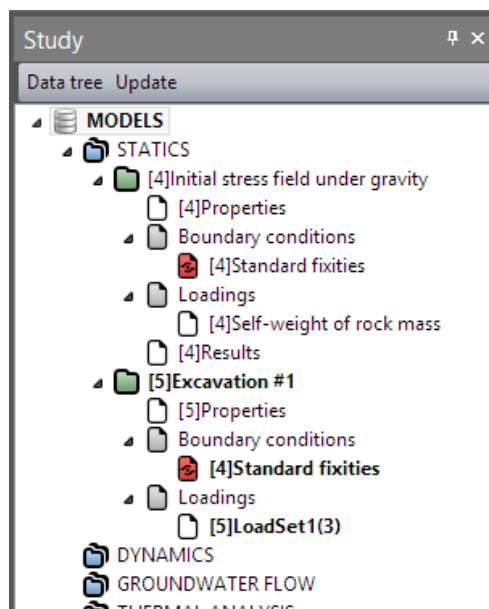 Study
Data tree Update
MODELS
STATICS
[4]Initial stress field under gravity
[4]Properties
Boundary conditions
[4]Standard fixities
Loadings
[4]Self-weight of rock mass
[4]Results
[5]Excavation #1
[5]Properties
Boundary conditions
[4]Standard fixities
Loadings
[5]LoadSet1(3)
DYNAMICS
GROUNDWATER FLOW
THERMAL ANALYSIS